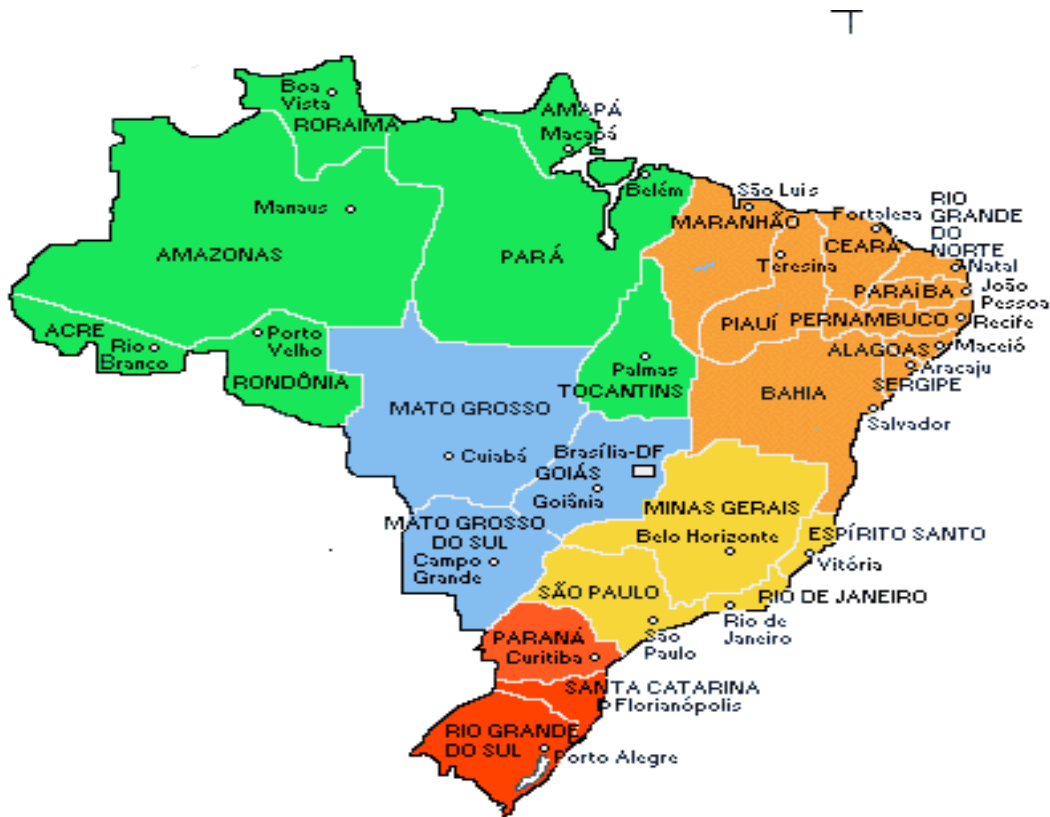 Boa
Vista
RORAIMA
AMAPÁ
Macapá
Belém
São Luis
MARANHÃO
Fortaleza
CEARÁ
RIO
GRANDE
DO
NORTE
Natal
Manaus
AMAZONAS
PARÁ
Teresina
PARAÍBA
João
Pessoa
PIAUÍ
PERNAMBUCO
Recife
ACRE
Rio
Branco
Porto
Velho
RONDÔNIA
Palmas
TOCANTINS
ALAGOAS
Maceió
Aracaju
SERGIPE
BAHIA
Salvador
MATO GROSSO
Cuiabá
Brasília-DF
GOIÁS
Goiânia
MINAS GERAIS
Belo Horizonte
ESPÍRITO SANTO
Vitória
MATO GROSSO
DO SUL
Campo
Grande
SÃO PAULO
São
Paulo
RIO DE JANEIRO
Rio de
Janeiro
PARANÁ
Curitiba
SANTA CATARINA
Florianópolis
RIO GRANDE
DO SUL
Porto Alegre